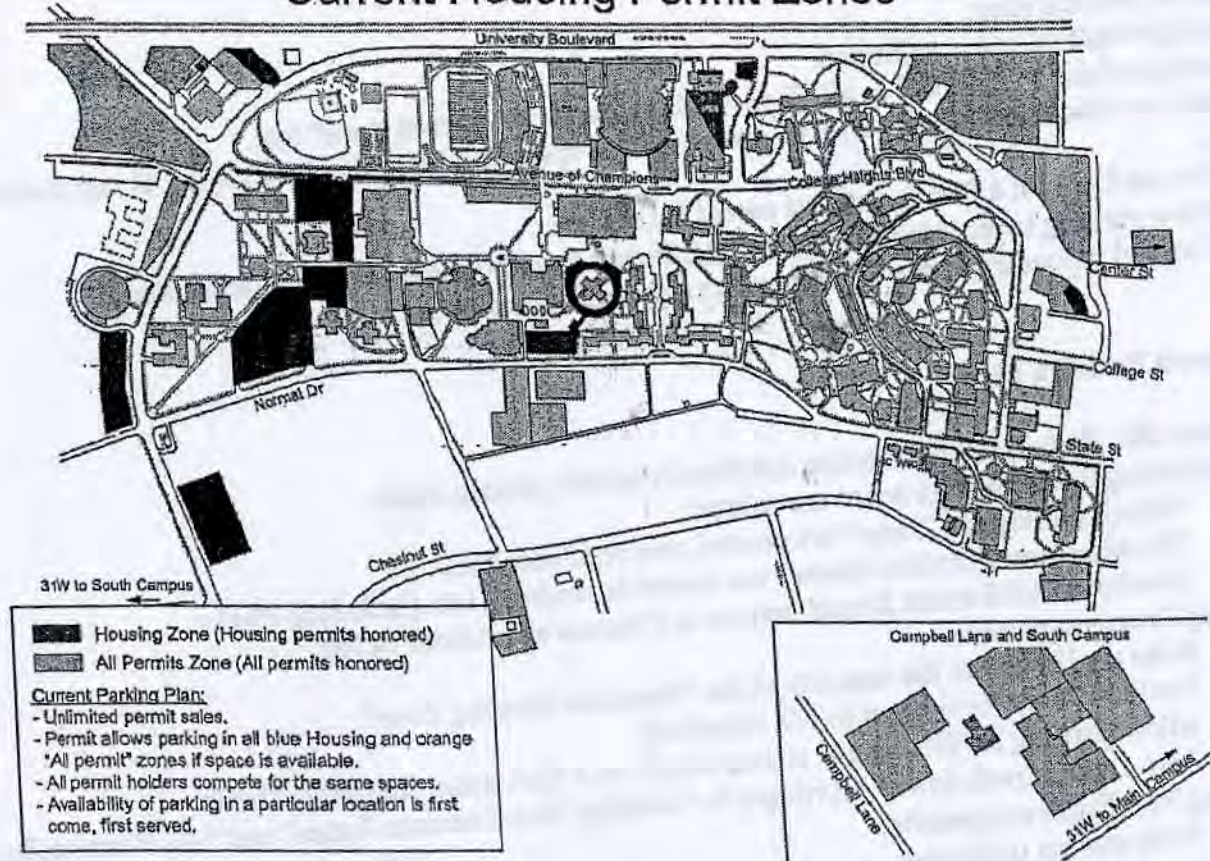 Current Housing Permit Zones
University Boulevard
Avenue of Champions
College Heights Blvd
Center St
College St
Normal Dr
State St
Chestnut St
31W to South Campus
Housing Zone (Housing permits honored)
All Permits Zone (All permits honored)
Current Parking Plan:
- Unlimited permit sales.
- Permit allows parking in all blue Housing and orange
"All permit" zones if space is available.
- All permit holders compete for the same spaces.
- Availability of parking in a particular location is first
come, first served.
Campbell Lane and South Campus
Campbell Lane
31W to Main Campus